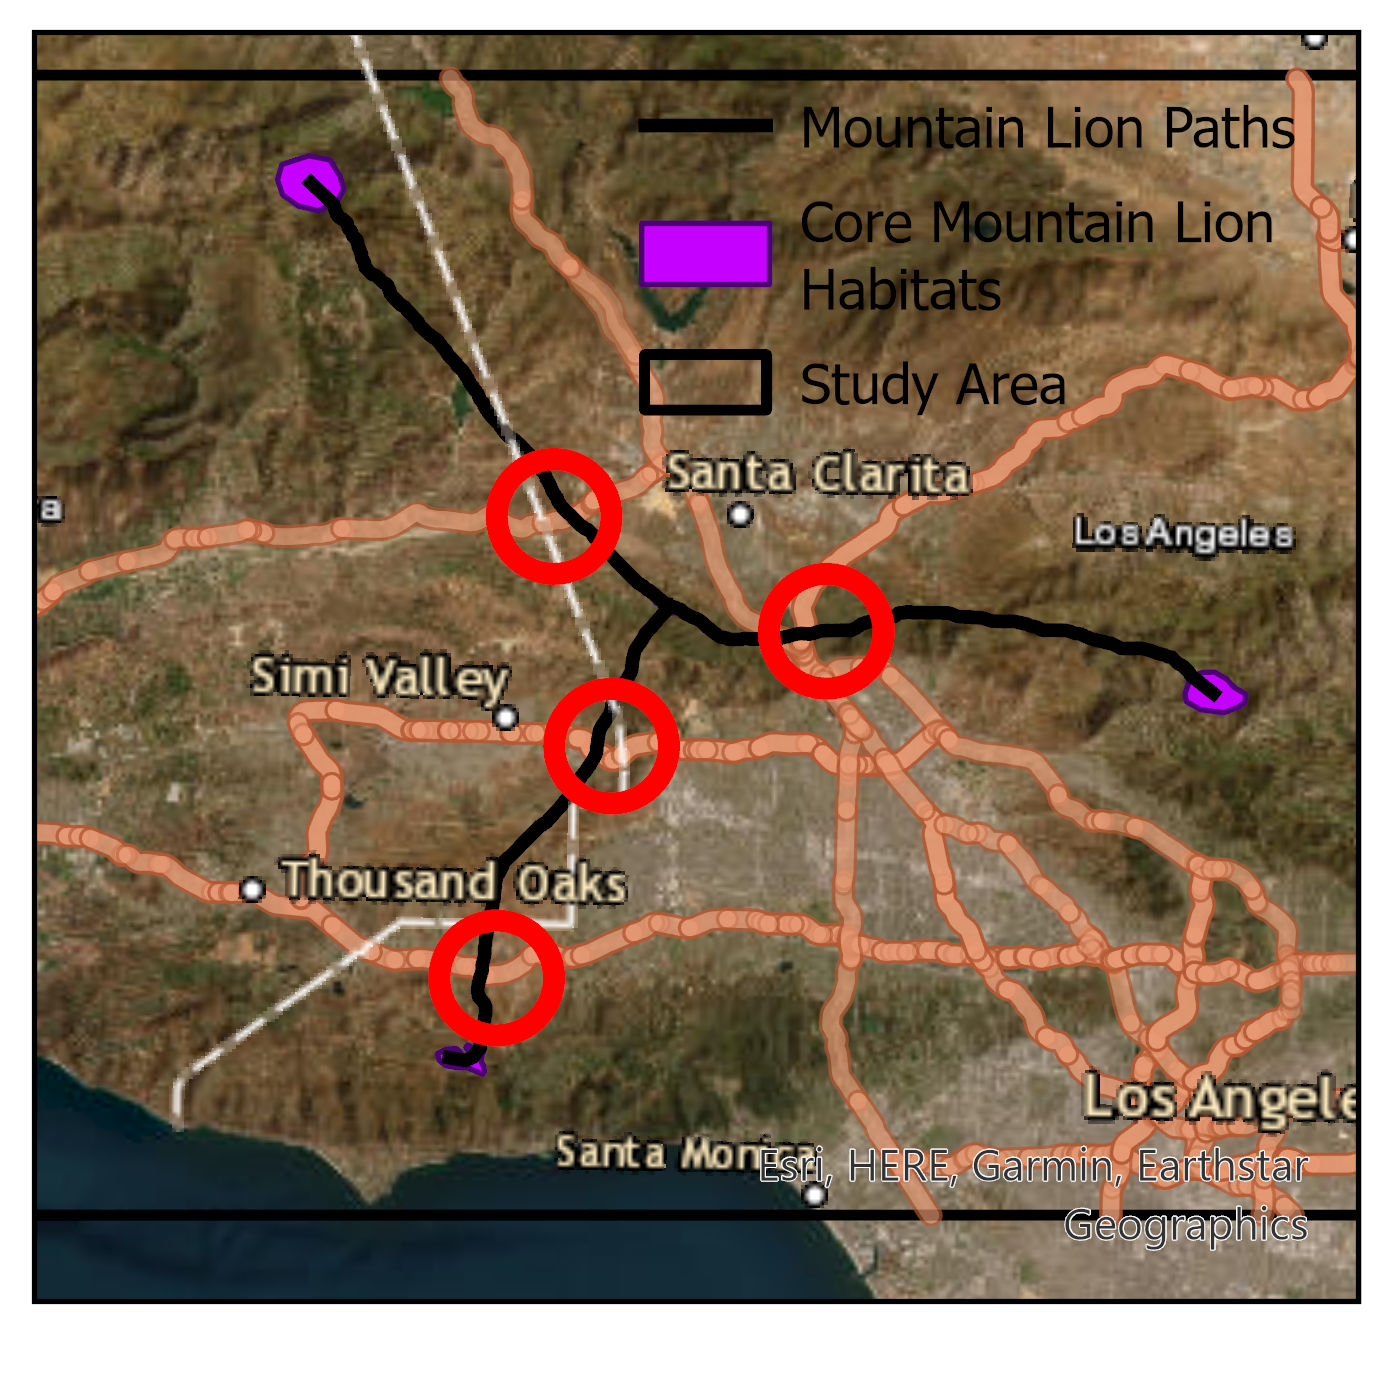 Mountain Lion Paths
Core Mountain Lion
Habitats
Study Area
Santa Clarita
a
Los Angeles
Simi Valley
Thousand Oaks
Los Angele
Santa Monica
Esri, HERE, Garmin, Earthstar
Geographics